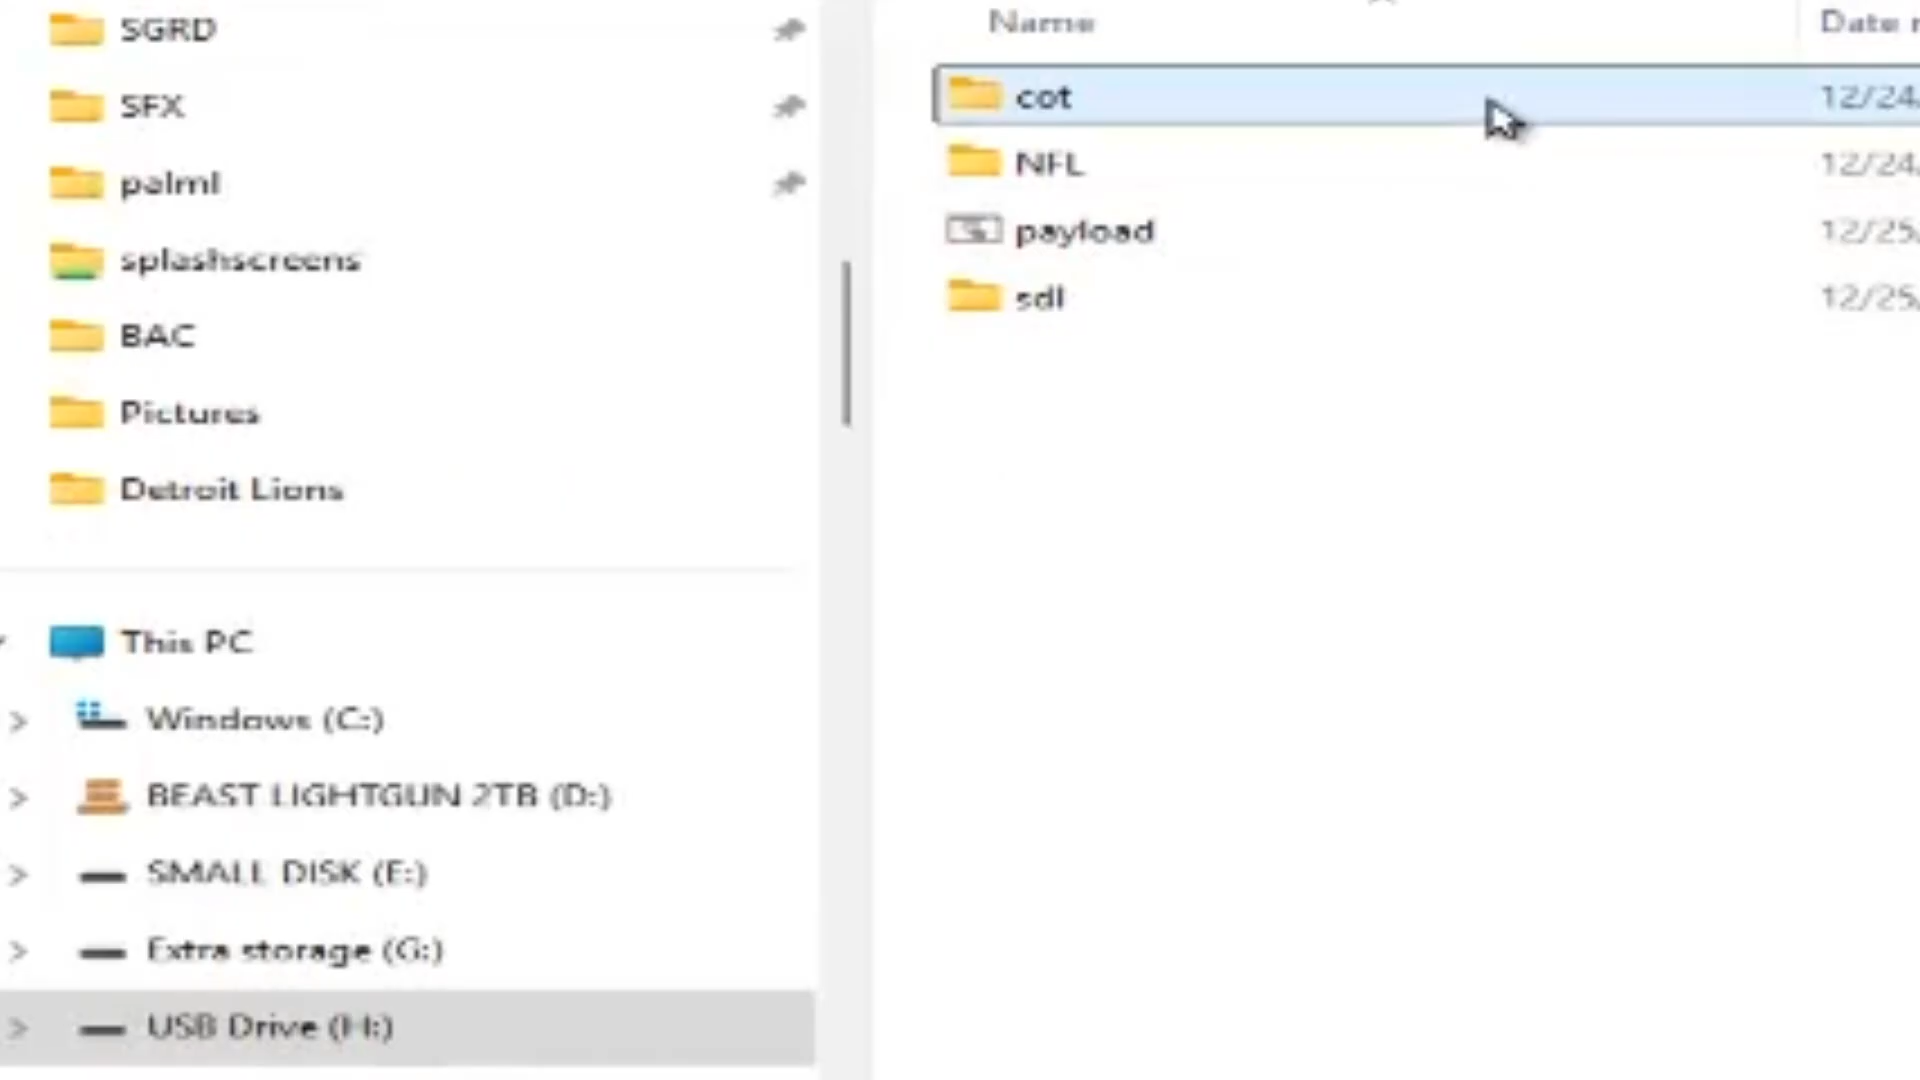 SGRD
SFX
palml
splashscreens
BAC
Pictures
Detroit Lions
This PC
Windows (C:)
BEAST LIGHTGUN 2TB (D:)
SMALL DISK (E:)
Extra storage (G:)
USB Drive (H:)
Name
Date
cot
12/24
NFL
12/24
payload
12/25
sdl
12/25